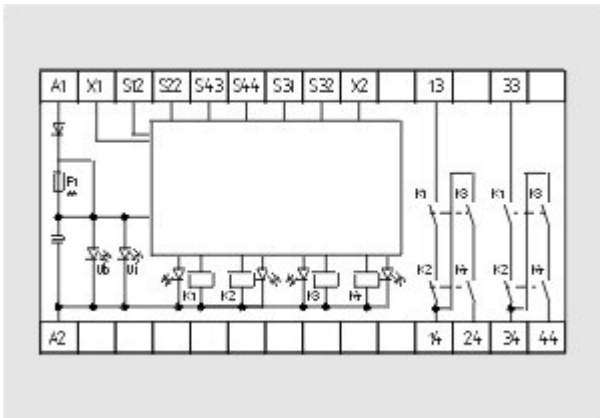 A1 X1 S12 S22 S43 S44 S31 S32 X2 13 33
F1
K1 K3 K1 K3
Ub Ui
K2 K4 K2 K4
K1 K2 K3 K4
A2 14 24 34 44